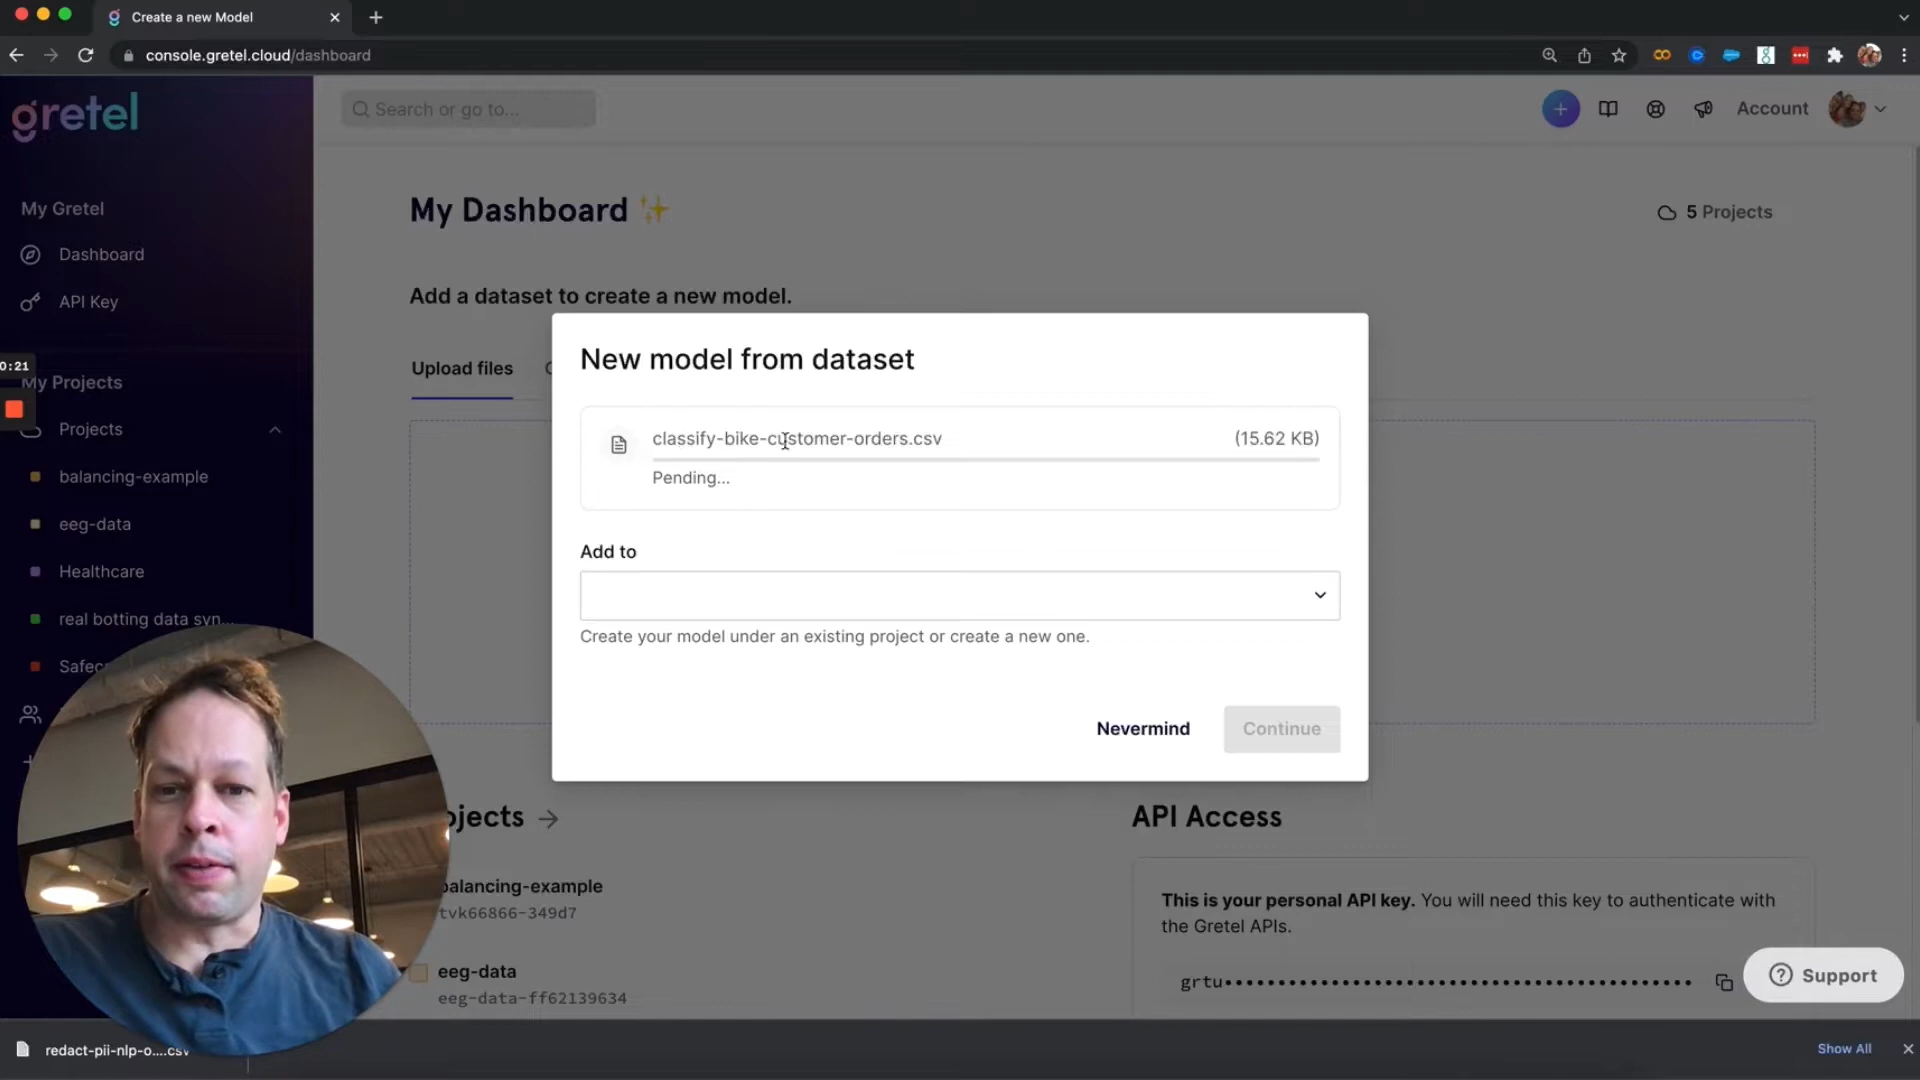 Create a new Model
console.gretel.cloud/dashboard
gretel
Search or go to...
Account
My Gretel
Dashboard
API Key
0:21
My Projects
Projects
balancing-example
eeg-data
Healthcare
real botting data syn...
My Dashboard ✨
5 Projects
Add a dataset to create a new model.
Upload files
New model from dataset
classify-bike-customer-orders.csv
(15.62 KB)
Pending...
Add to
Create your model under an existing project or create a new one.
Nevermind
Continue
API Access
balancing-example
tvk66866-349d7
eeg-data
eeg-data-ff62139634
This is your personal API key. You will need this key to authenticate with
the Gretel APIs.
grtu
Support
redact-pii-nlp-o....csv
Show All